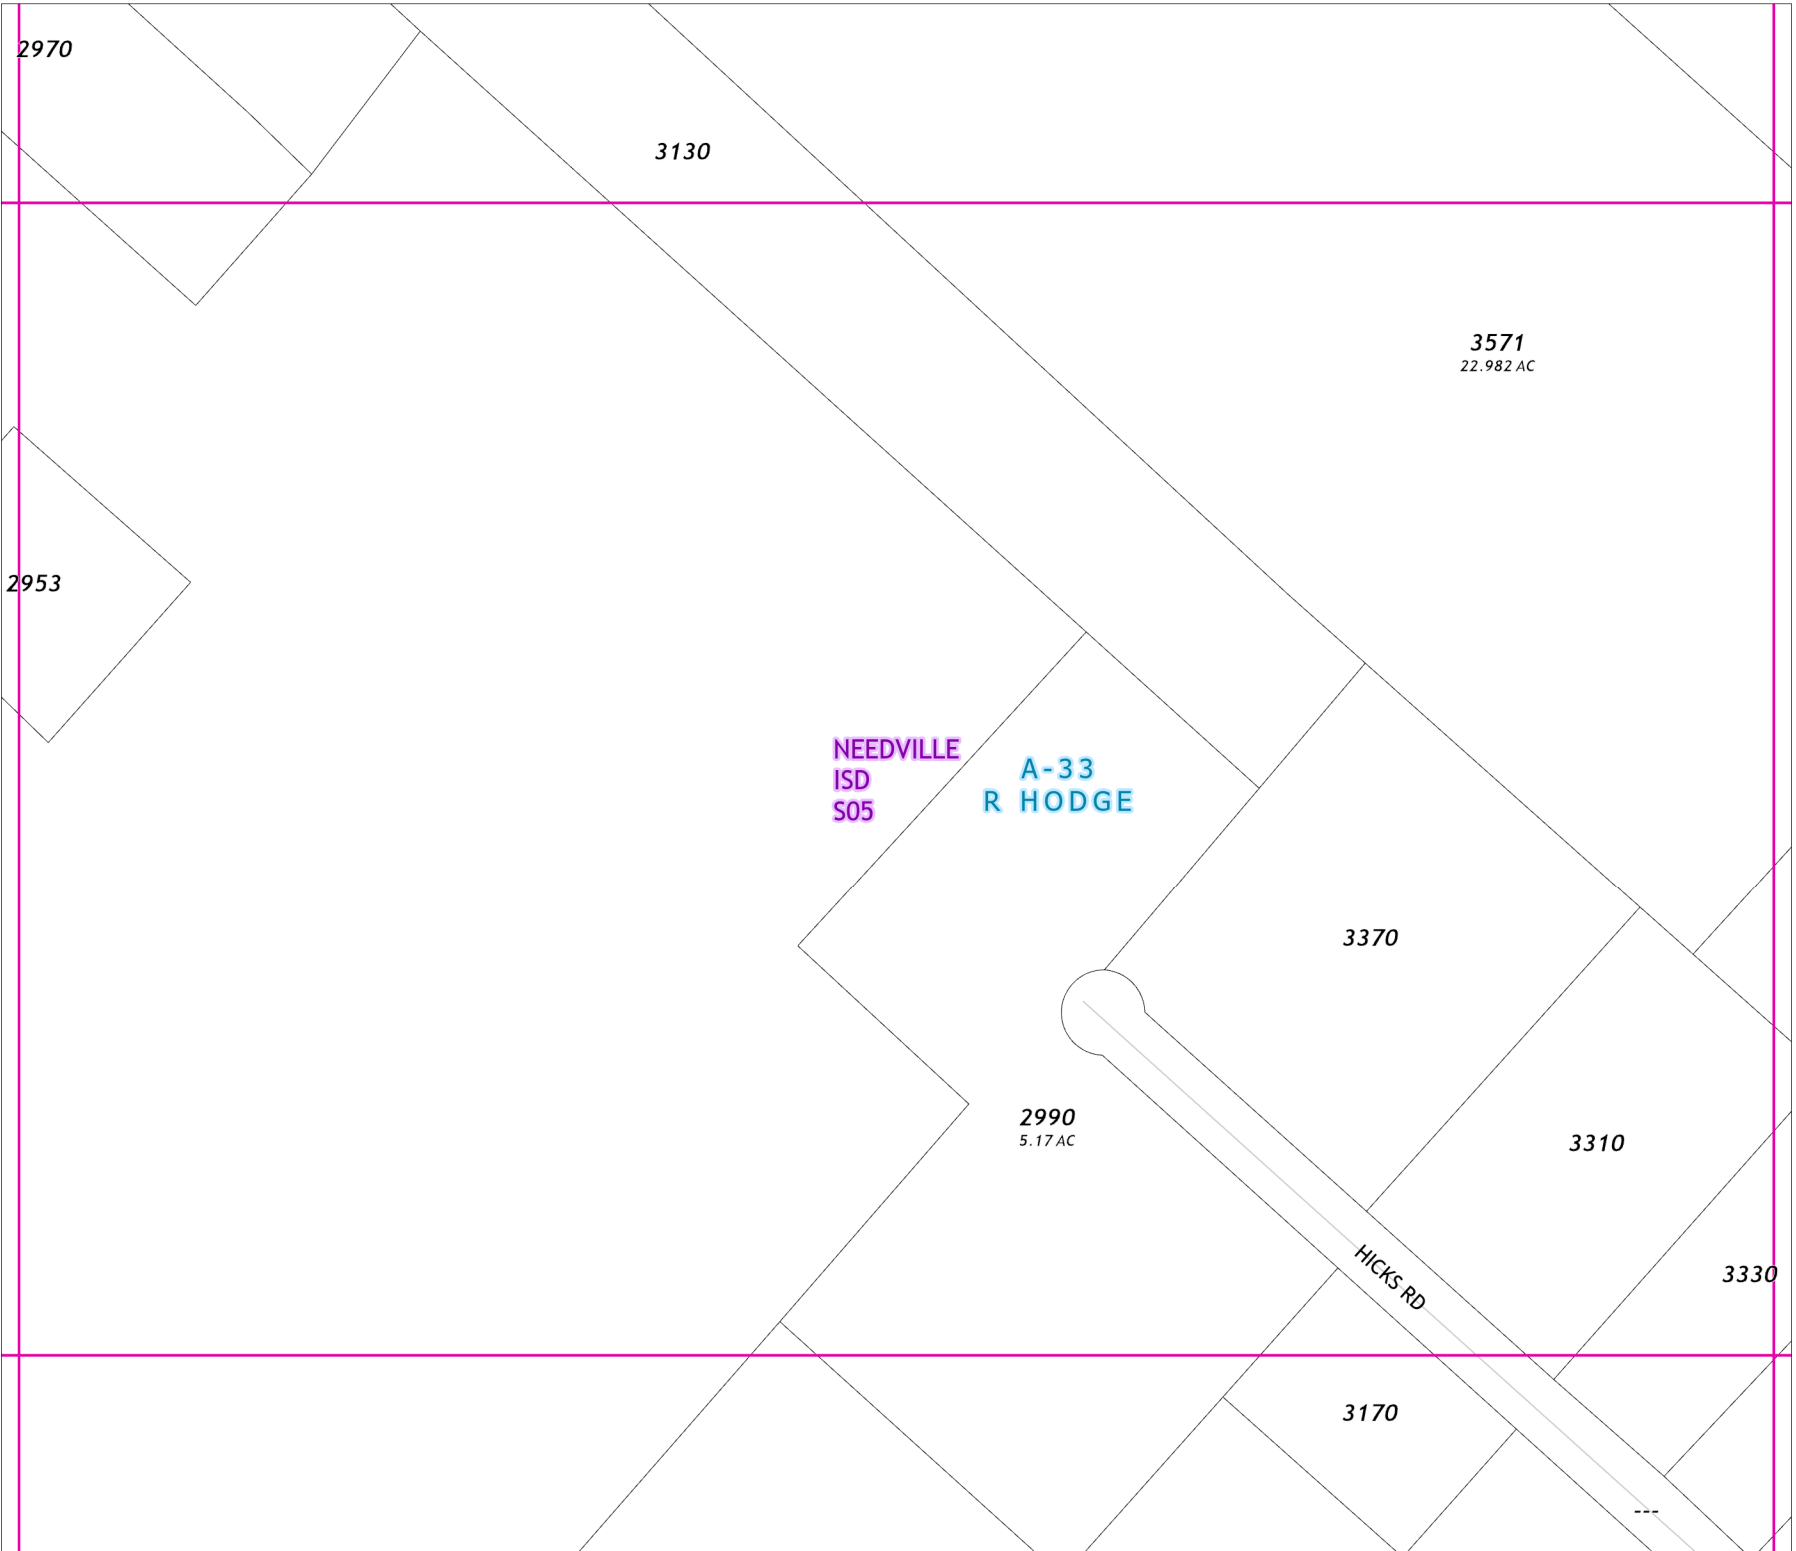 2970
3130
3571
22.982 AC
2953
NEEDVILLE
ISD
S05
A-33
R HODGE
3370
2990
5.17 AC
3310
HICKS RD
3330
3170
---